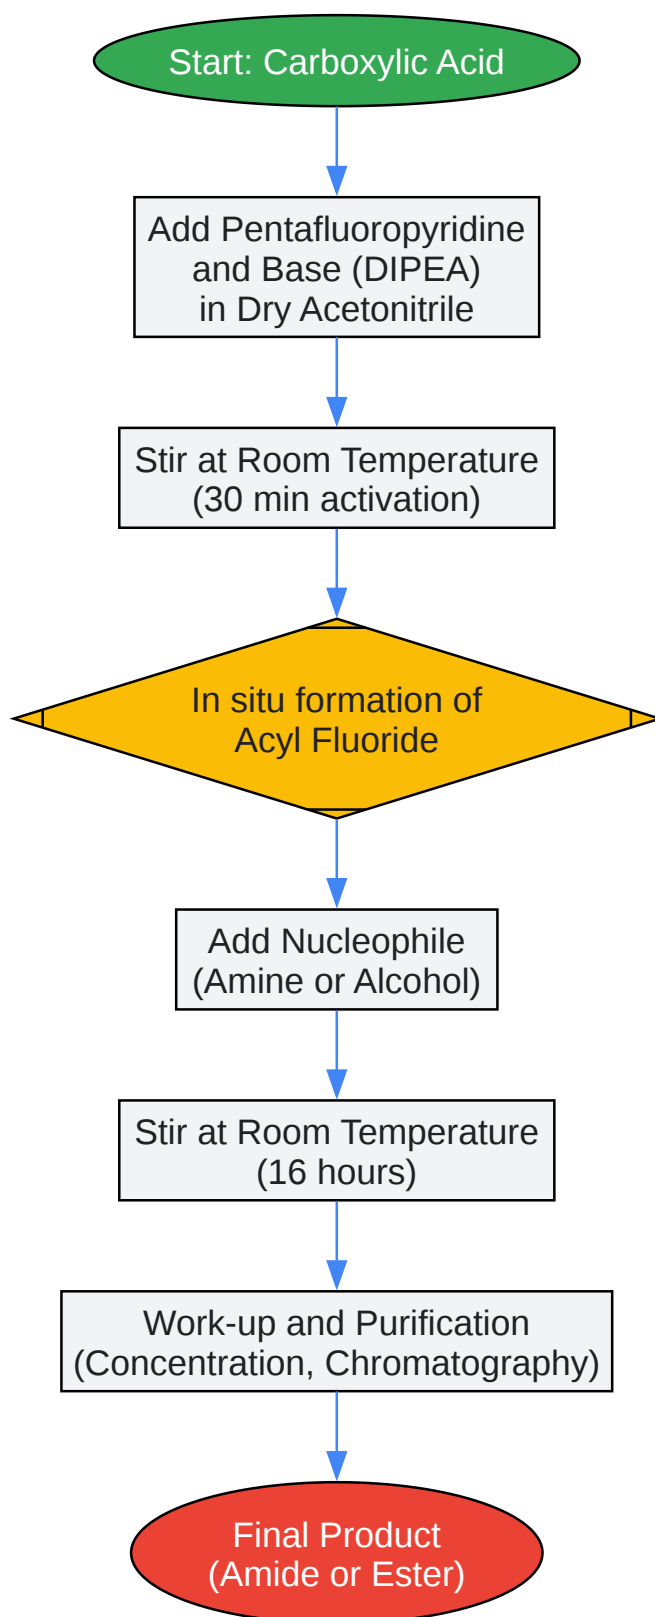 Start: Carboxylic Acid
Add Pentafluoropyridine
and Base (DIPEA)
in Dry Acetonitrile
Stir at Room Temperature
(30 min activation)
In situ formation of
Acyl Fluoride
Add Nucleophile
(Amine or Alcohol)
Stir at Room Temperature
(16 hours)
Work-up and Purification
(Concentration, Chromatography)
Final Product
(Amide or Ester)